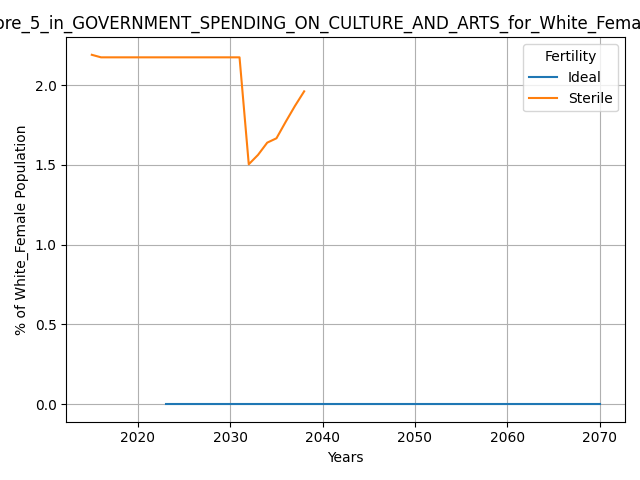 ore_5_in_GOVERNMENT_SPENDING_ON_CULTURE_AND_ARTS_for_White_Fema
Fertility
Ideal
Sterile
% of White_Female Population
2.0
1.5
1.0
0.5
0.0
2020 2030 2040 2050 2060 2070
Years